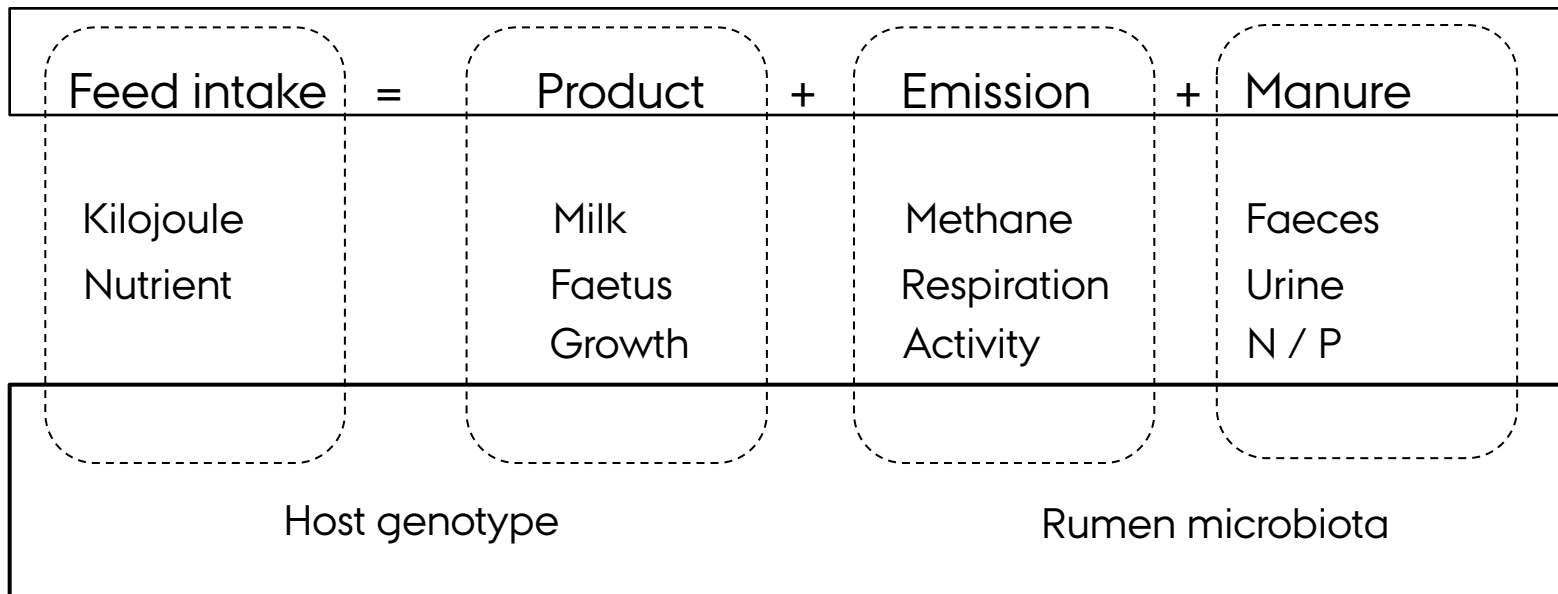 Feed intake = Product + Emission + Manure
Kilojoule Milk Methane Faeces
Nutrient Faetus Respiration Urine
Growth Activity N / P
Host genotype Rumen microbiota